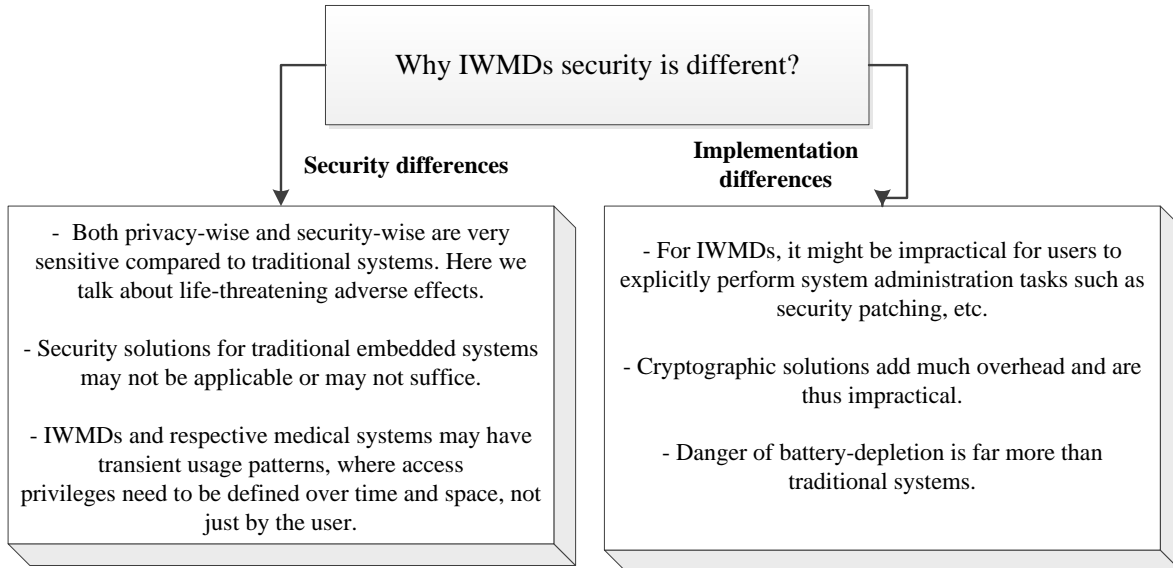 Why IWMDs security is different?
Security differences
Implementation
differences
- Both privacy-wise and security-wise are very
sensitive compared to traditional systems. Here we
talk about life-threatening adverse effects.
- Security solutions for traditional embedded systems
may not be applicable or may not suffice.
- IWMDs and respective medical systems may have
transient usage patterns, where access
privileges need to be defined over time and space, not
just by the user.
- For IWMDs, it might be impractical for users to
explicitly perform system administration tasks such as
security patching, etc.
- Cryptographic solutions add much overhead and are
thus impractical.
- Danger of battery-depletion is far more than
traditional systems.